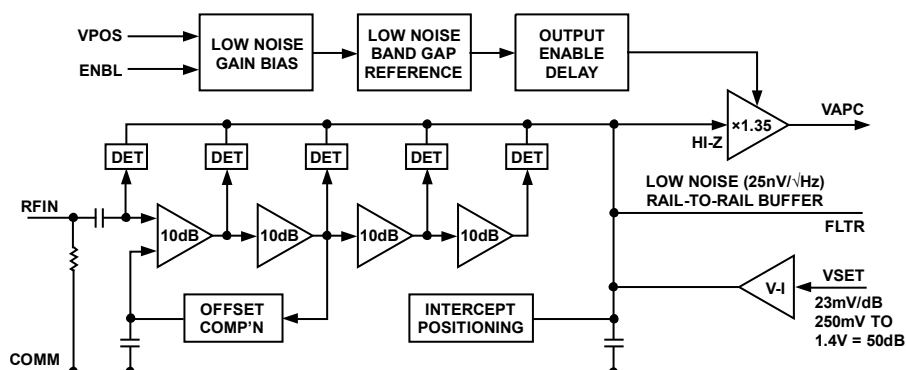 VPOS
ENBL
LOW NOISE
GAIN BIAS
LOW NOISE
BAND GAP
REFERENCE
OUTPUT
ENABLE
DELAY
×1.35
HI-Z
VAPC
DET
DET
DET
DET
DET
LOW NOISE (25nV/√Hz)
RAIL-TO-RAIL BUFFER
FLTR
RFIN
10dB
10dB
10dB
10dB
V-I
VSET
23mV/dB
250mV TO
1.4V = 50dB
OFFSET
COMP'N
INTERCEPT
POSITIONING
COMM